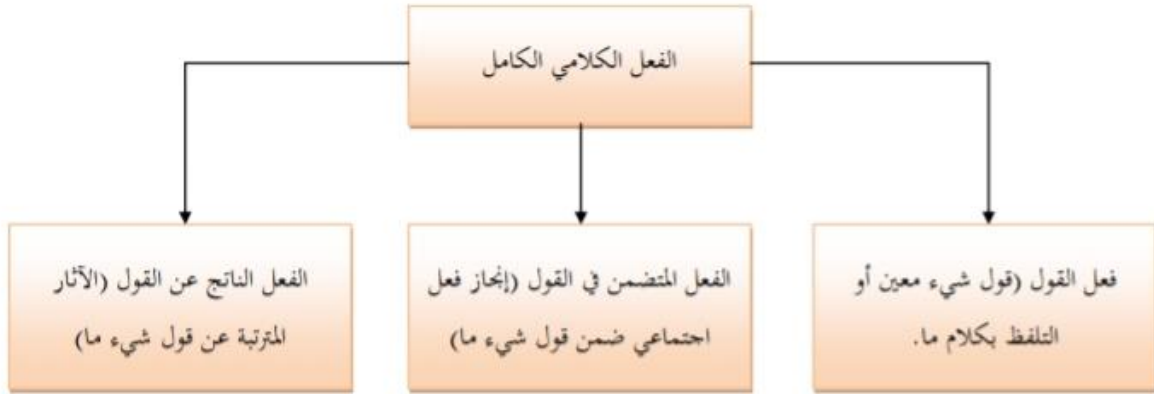 الفعل الكلامي الكامل
فعل القول (قول شيء معين أو
التلفظ بكلام ما.
الفعل المتضمن في القول (إنجاز فعل
اجتماعي ضمن قول شيء ما)
الفعل الناتج عن القول (الآثار
المترتبة عن قول شيء ما)